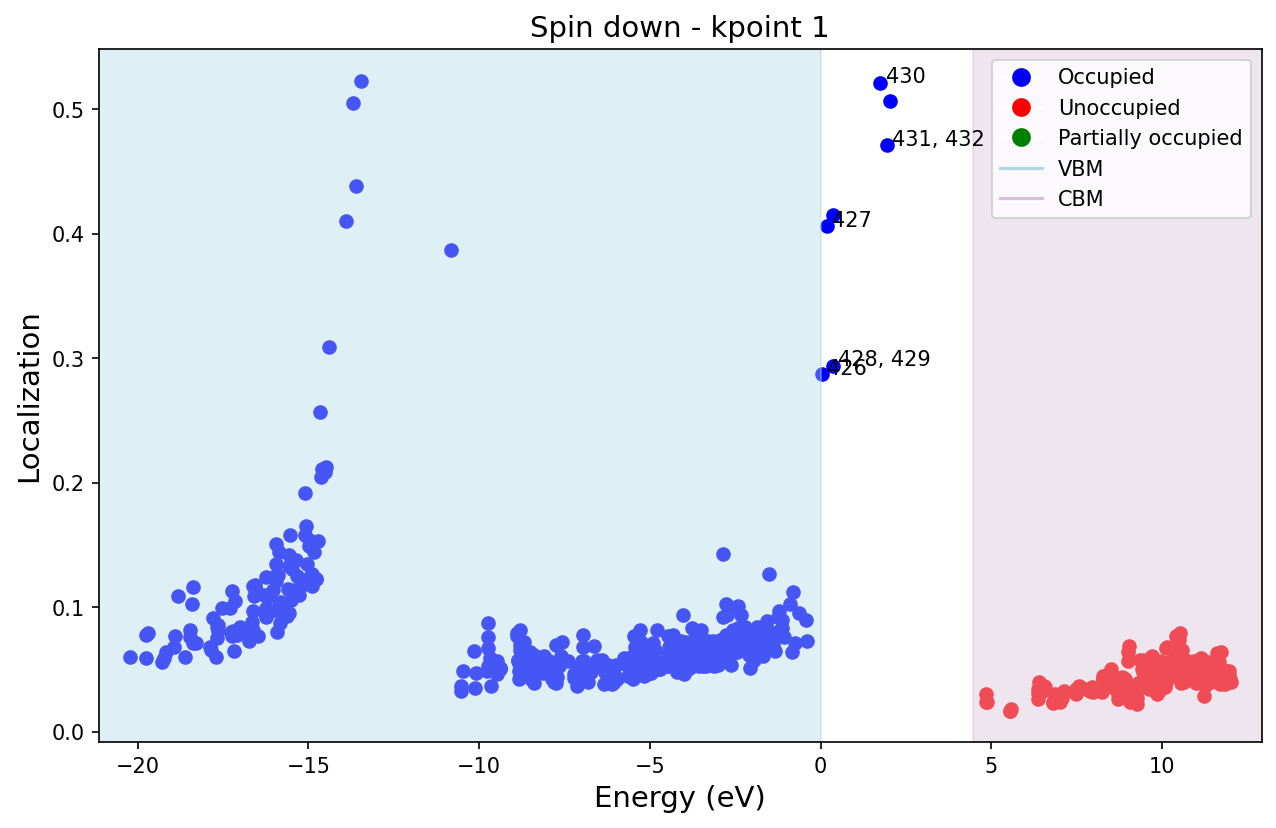 Spin down - kpoint 1
Localization
0.5
0.4
0.3
0.2
0.1
0.0
430
431, 432
427
428, 429
426
Occupied
Unoccupied
Partially occupied
VBM
CBM
−20
−15
−10
−5
0
5
10
Energy (eV)